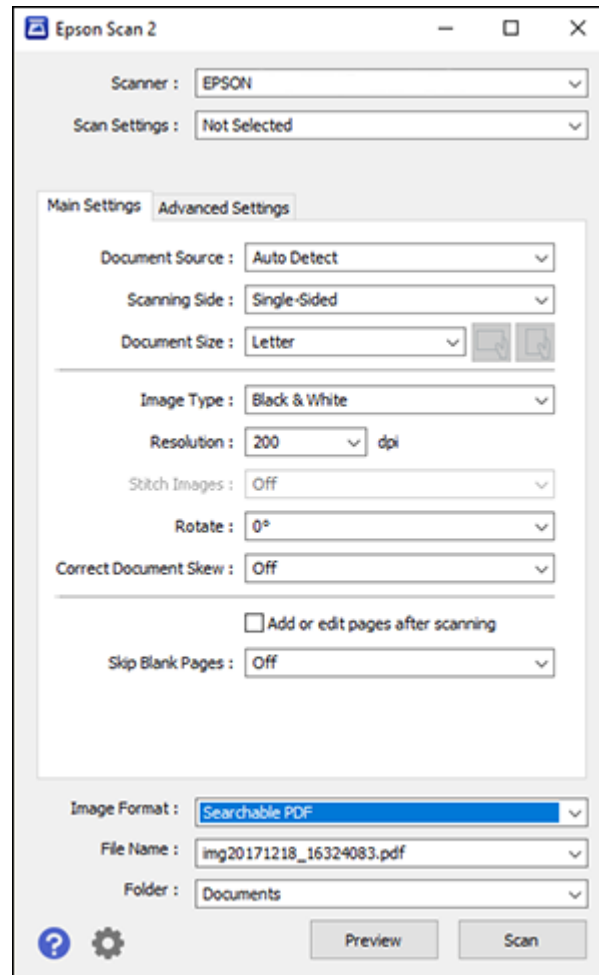 Epson Scan 2
Scanner : EPSON
Scan Settings : Not Selected
Main Settings Advanced Settings
Document Source : Auto Detect
Scanning Side : Single-Sided
Document Size : Letter
Image Type : Black & White
Resolution : 200 dpi
Stitch Images : Off
Rotate : 0°
Correct Document Skew : Off
Add or edit pages after scanning
Skip Blank Pages : Off
Image Format : Searchable PDF
File Name : img20171218_16324083.pdf
Folder : Documents
? Preview Scan